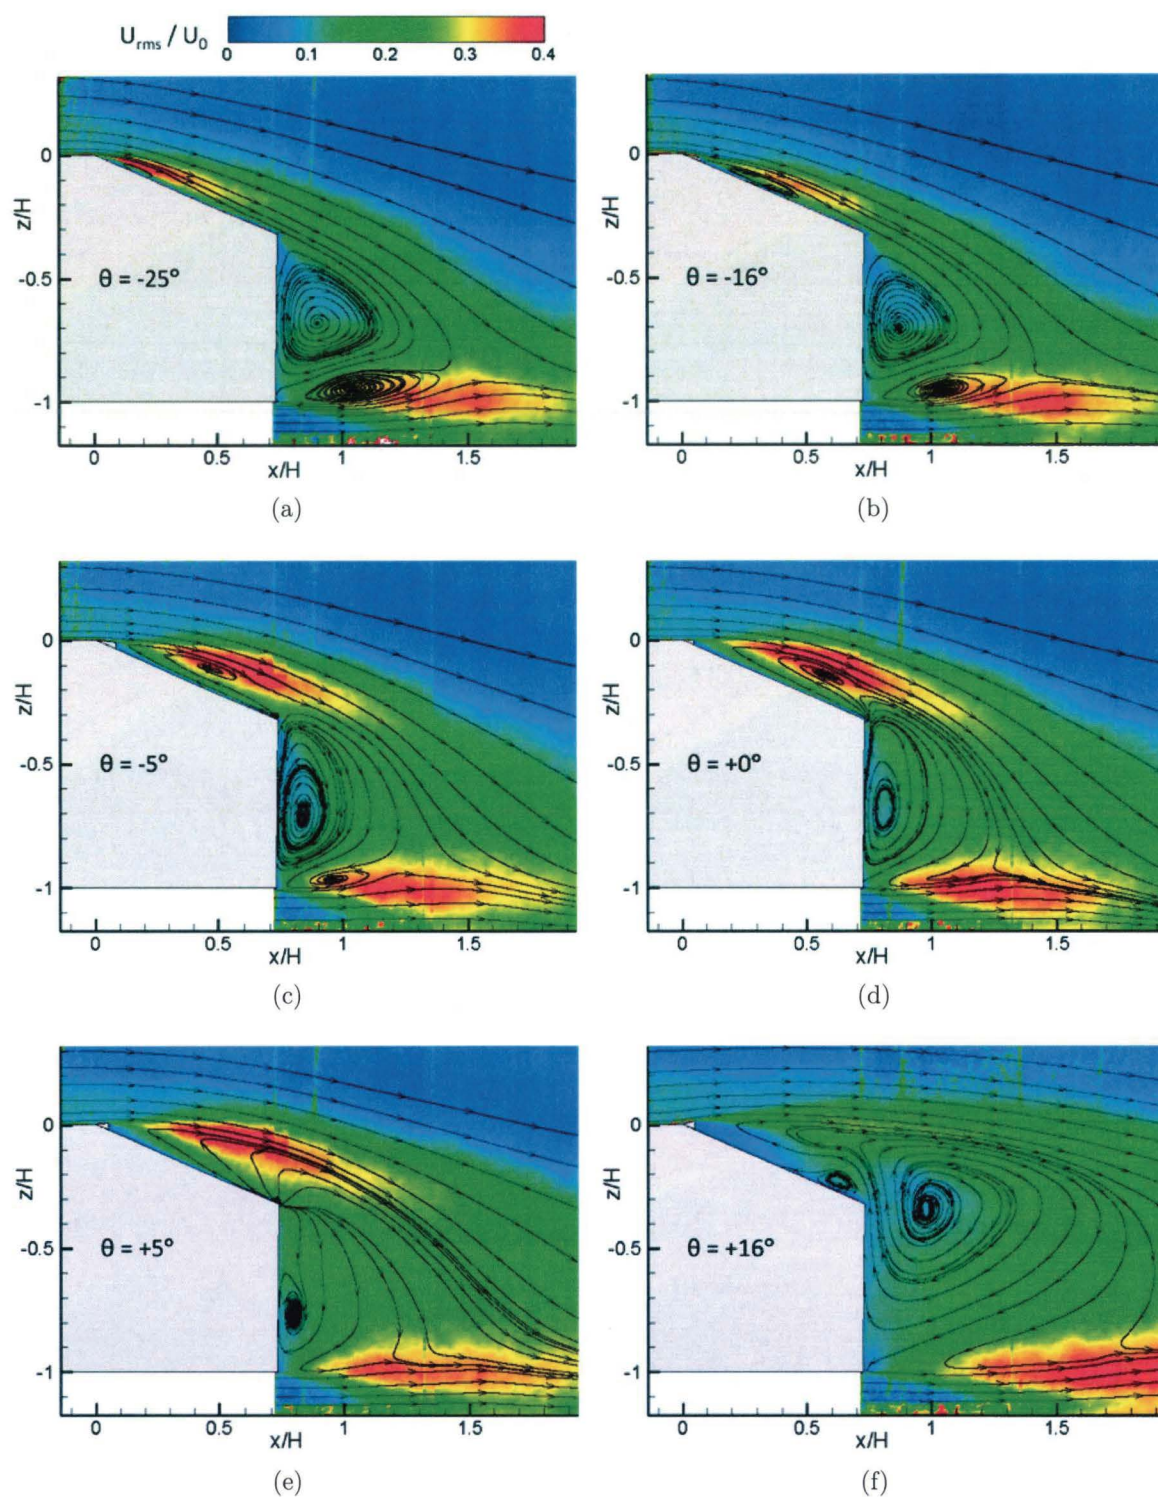 U_rms / U_0
0 0.1 0.2 0.3 0.4
z/H
0
-0.5
-1
θ = -25°
0 0.5 1 1.5
x/H
(a)
z/H
0
-0.5
-1
θ = -16°
0 0.5 1 1.5
x/H
(b)
z/H
0
-0.5
-1
θ = -5°
0 0.5 1 1.5
x/H
(c)
z/H
0
-0.5
-1
θ = +0°
0 0.5 1 1.5
x/H
(d)
z/H
0
-0.5
-1
θ = +5°
0 0.5 1 1.5
x/H
(e)
z/H
0
-0.5
-1
θ = +16°
0 0.5 1 1.5
x/H
(f)